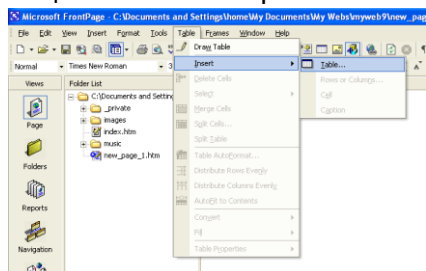 Microsoft FrontPage - C:\Documents and Settings\home\My Documents\My Webs\myweb9\new_pag
File Edit View Insert Format Tools Table Frames Window Help
Draw Table
Normal Times New Roman 3
Insert
Table...
Views
Folder List
Delete Cells
Rows or Columns...
C:\Documents and Setting
Select
Cell
_private
Merge Cells
Caption
images
Split Cells...
Page
index.htm
Split Table
music
Table AutoFormat...
new_page_1.htm
Distribute Rows Evenly
Folders
Distribute Columns Evenly
AutoFit to Contents
Reports
Convert
Fill
Navigation
Table Properties